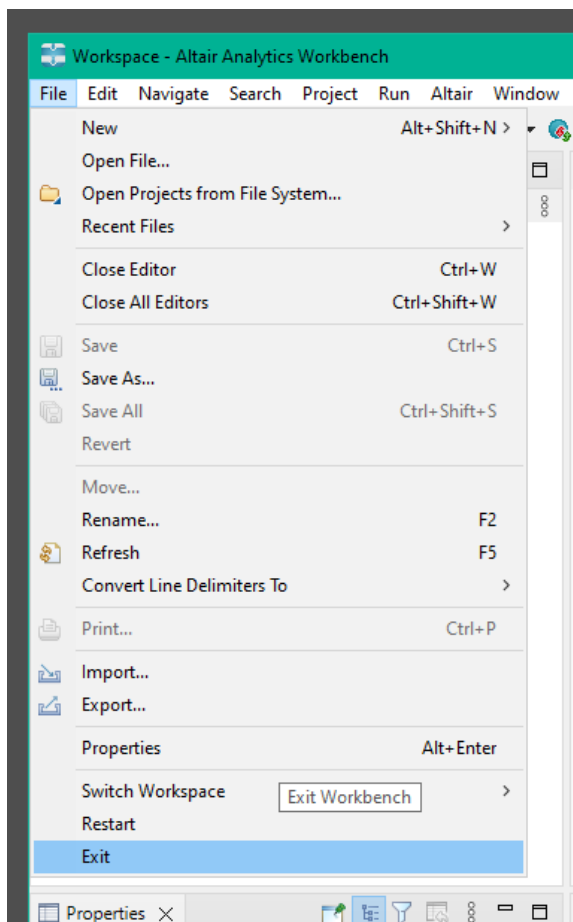 Workspace - Altair Analytics Workbench
File Edit Navigate Search Project Run Altair Window
New Alt+Shift+N >
Open File...
Open Projects from File System...
Recent Files >
Close Editor Ctrl+W
Close All Editors Ctrl+Shift+W
Save Ctrl+S
Save As...
Save All Ctrl+Shift+S
Revert
Move...
Rename... F2
Refresh F5
Convert Line Delimiters To >
Print... Ctrl+P
Import...
Export...
Properties Alt+Enter
Switch Workspace >
Exit Workbench
Restart
Exit
Properties